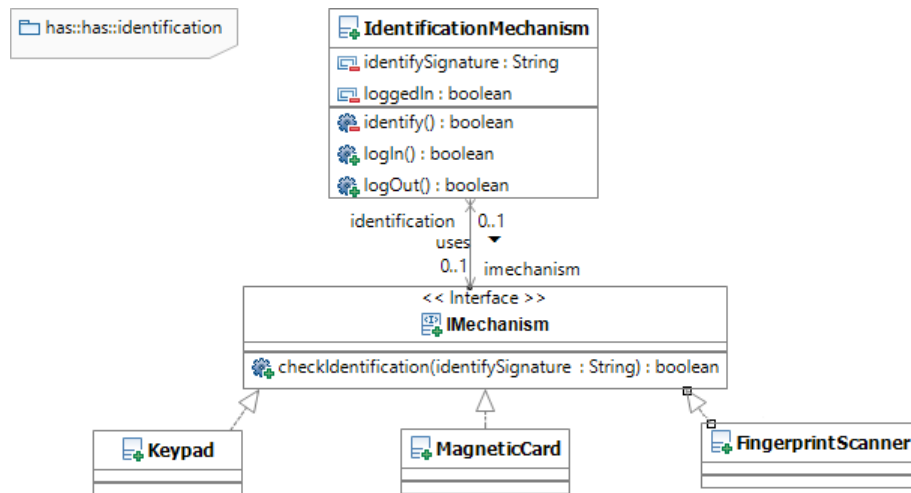 has::has::identification
IdentificationMechanism
identifySignature : String
loggedIn : boolean
identify() : boolean
logIn() : boolean
logOut() : boolean
identification 0..1
uses
0..1 imechanism
<< Interface >>
IMechanism
checkIdentification(identifySignature : String) : boolean
Keypad
MagneticCard
FingerprintScanner